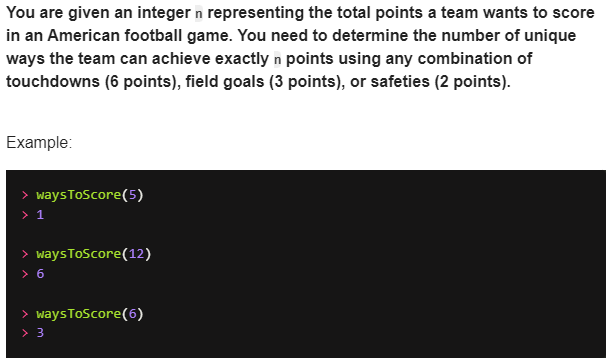 You are given an integer n representing the total points a team wants to score
in an American football game. You need to determine the number of unique
ways the team can achieve exactly n points using any combination of
touchdowns (6 points), field goals (3 points), or safeties (2 points).
Example:
> waysToScore(5)
> 1
> waysToScore(12)
> 6
> waysToScore(6)
> 3